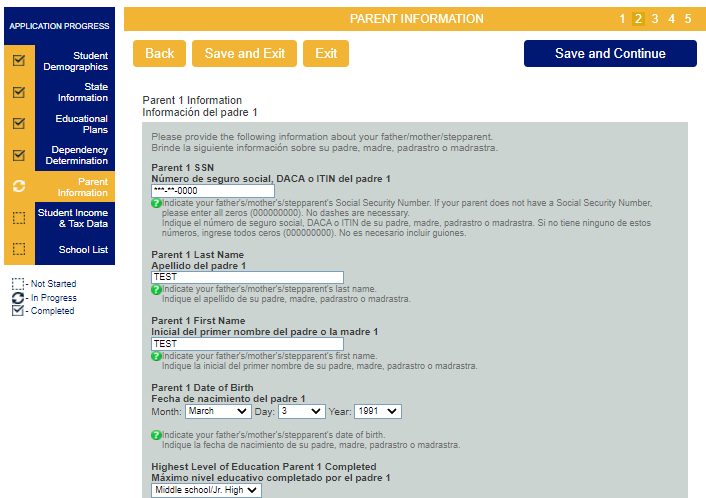 APPLICATION PROGRESS
Student
Demographics
State
Information
Educational
Plans
Dependency
Determination
Parent
Information
Student Income
& Tax Data
School List
- Not Started
- In Progress
- Completed
PARENT INFORMATION
1 2 3 4 5
Back
Save and Exit
Exit
Save and Continue
Parent 1 Information
Información del padre 1
Please provide the following information about your father/mother/stepparent.
Brinde la siguiente información sobre su padre, madre, padrastro o madrastra.
Parent 1 SSN
Número de seguro social, DACA o ITIN del padre 1
***-**-0000
?Indicate your father's/mother's/stepparent's Social Security Number. If your parent does not have a Social Security Number,
please enter all zeros (000000000). No dashes are necessary.
Indique el número de seguro social, DACA o ITIN de su padre, madre, padrastro o madrastra. Si no tiene ninguno de estos
números, ingrese todos ceros (000000000). No es necesario incluir guiones.
Parent 1 Last Name
Apellido del padre 1
TEST
?Indicate your father's/mother's/stepparent's last name.
Indique el apellido de su padre, madre, padrastro o madrastra.
Parent 1 First Name
Inicial del primer nombre del padre o la madre 1
TEST
?Indicate your father's/mother's/stepparent's first name.
Indique la inicial del primer nombre de su padre, madre, padrastro o madrastra.
Parent 1 Date of Birth
Fecha de nacimiento del padre 1
Month: March Day: 3 Year: 1991
?Indicate your father's/mother's/stepparent's date of birth.
Indique la fecha de nacimiento de su padre, madre, padrastro o madrastra.
Highest Level of Education Parent 1 Completed
Máximo nivel educativo completado por el padre 1
Middle school/Jr. High